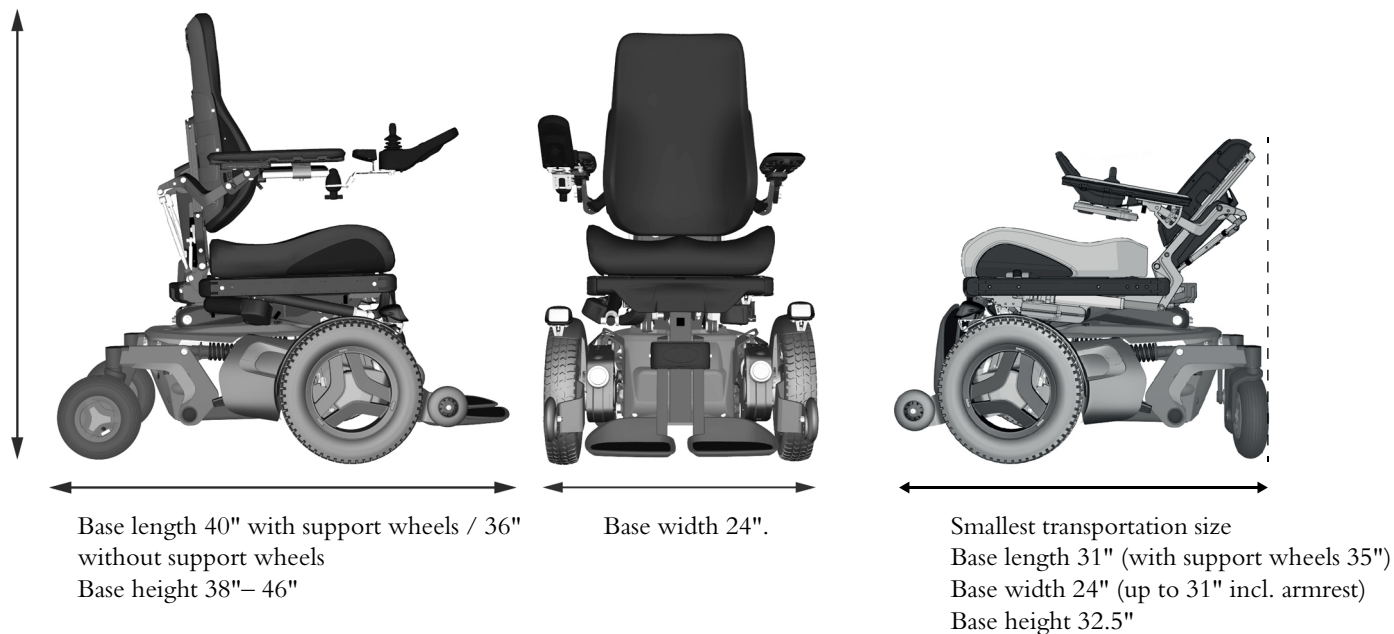 Base length 40" with support wheels / 36"
without support wheels
Base height 38"– 46"
Base width 24".
Smallest transportation size
Base length 31" (with support wheels 35")
Base width 24" (up to 31" incl. armrest)
Base height 32.5"